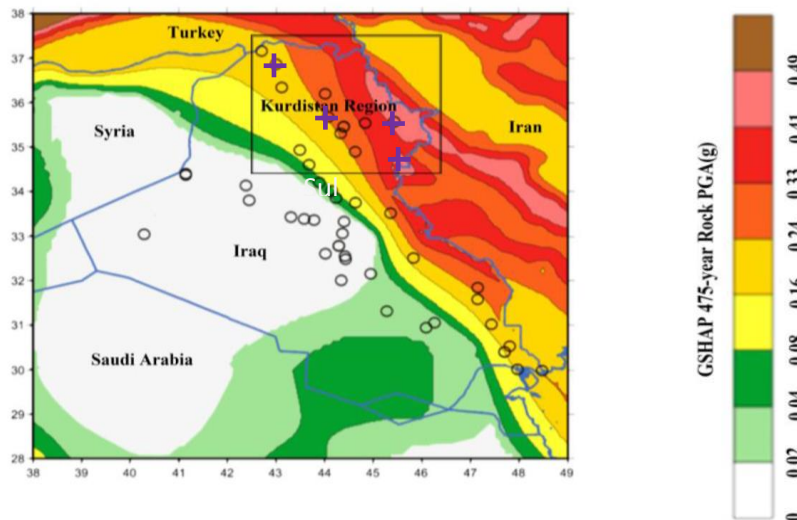 38
37
36
35
34
33
32
31
30
29
28
38 39 40 41 42 43 44 45 46 47 48 49
Turkey
Kurdistan Region
Syria
Iran
Sul
Iraq
Saudi Arabia
GSHAP 475-year Rock PGA(g)
0.49
0.41
0.33
0.24
0.16
0.08
0.04
0.02
0